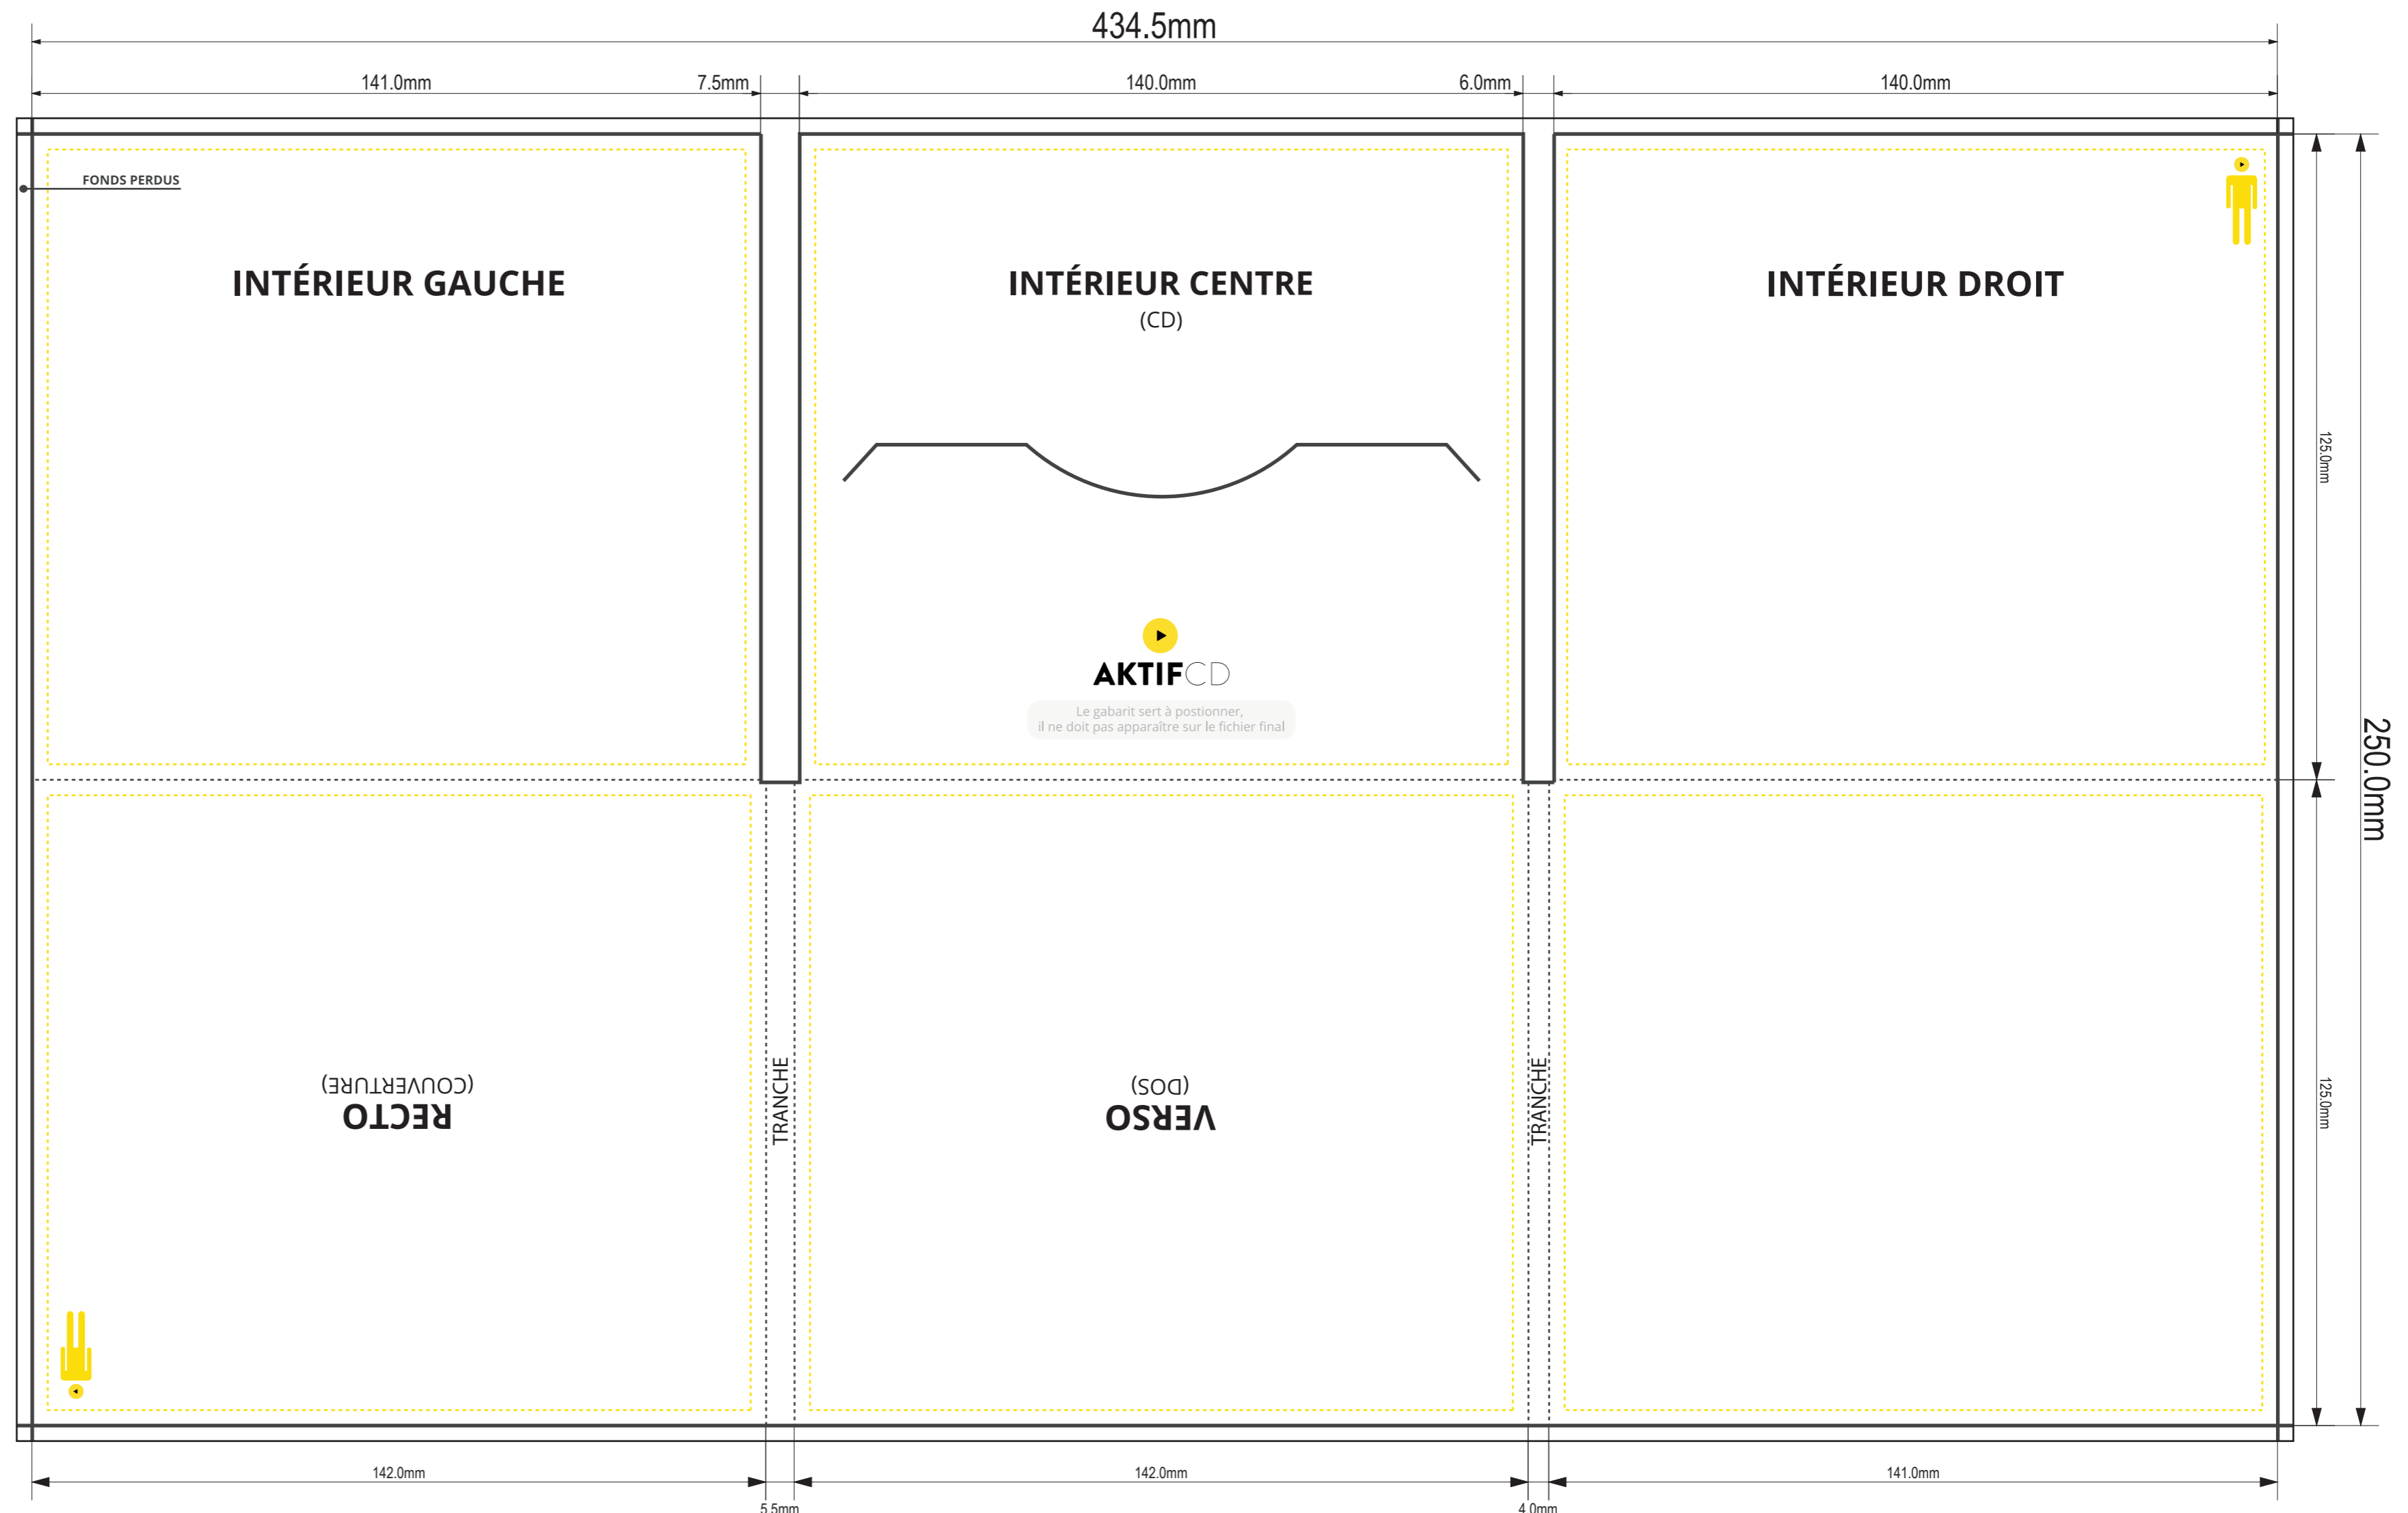 434.5mm
141.0mm
7.5mm
140.0mm
6.0mm
140.0mm
FONDS PERDUS
INTÉRIEUR GAUCHE
INTÉRIEUR CENTRE
(CD)
INTÉRIEUR DROIT
125.0mm
AKTIFCD
Le gabarit sert à postionner,
il ne doit pas apparaître sur le fichier final
250.0mm
RECTO
(COUVERTURE)
TRANCHE
VERSO
(DOS)
TRANCHE
125.0mm
142.0mm
5.5mm
142.0mm
4.0mm
141.0mm